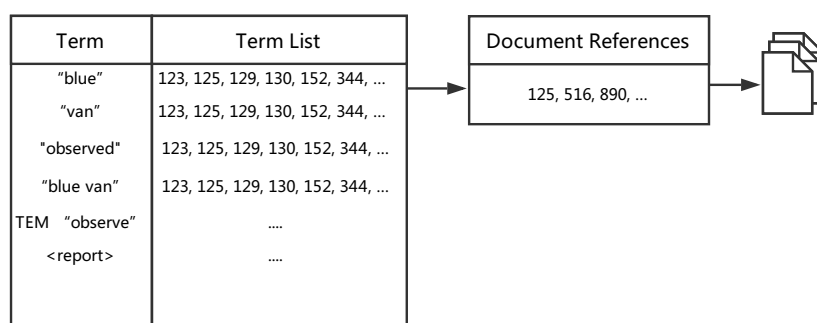 Term Term List Document References
“blue” 123, 125, 129, 130, 152, 344, ...
125, 516, 890, ...
“van” 123, 125, 129, 130, 152, 344, ...
"observed" 123, 125, 129, 130, 152, 344, ...
“blue van” 123, 125, 129, 130, 152, 344, ...
TEM “observe” ....
<report> ....